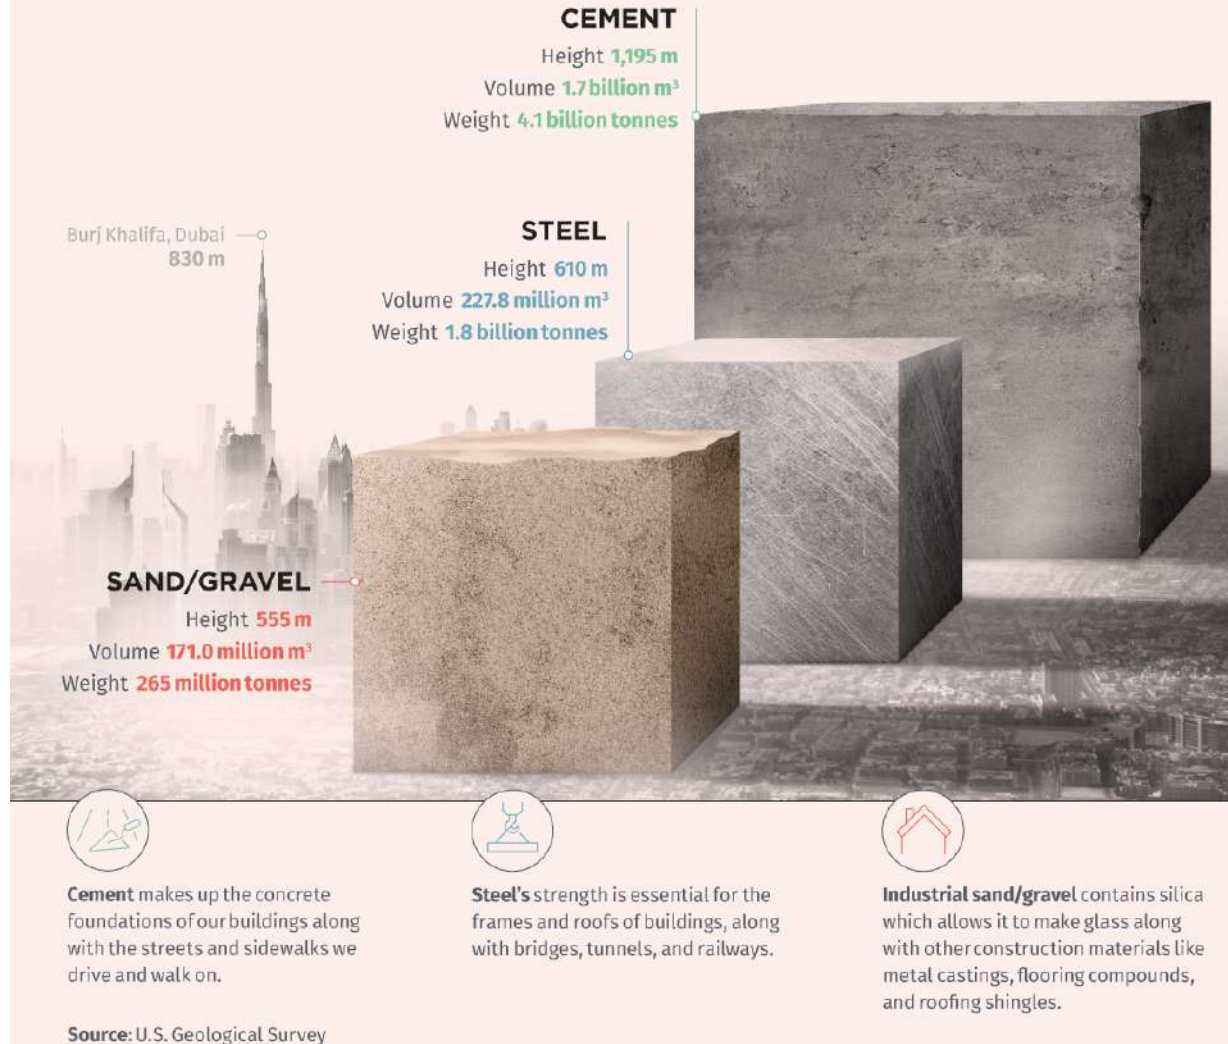 CEMENT
Height 1,195 m
Volume 1.7 billion m³
Weight 4.1 billion tonnes
Burj Khalifa, Dubai
830 m
STEEL
Height 610 m
Volume 227.8 million m³
Weight 1.8 billion tonnes
SAND/GRAVEL
Height 555 m
Volume 171.0 million m³
Weight 265 million tonnes
Cement makes up the concrete
foundations of our buildings along
with the streets and sidewalks we
drive and walk on.
Steel's strength is essential for the
frames and roofs of buildings, along
with bridges, tunnels, and railways.
Industrial sand/gravel contains silica
which allows it to make glass along
with other construction materials like
metal castings, flooring compounds,
and roofing shingles.
Source: U.S. Geological Survey